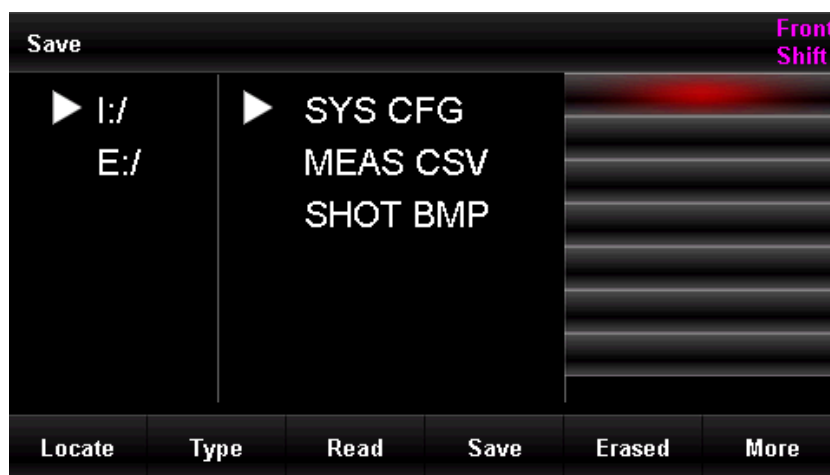 Save
Front
Shift
I:/
E:/
SYS CFG
MEAS CSV
SHOT BMP
Locate Type Read Save Erased More